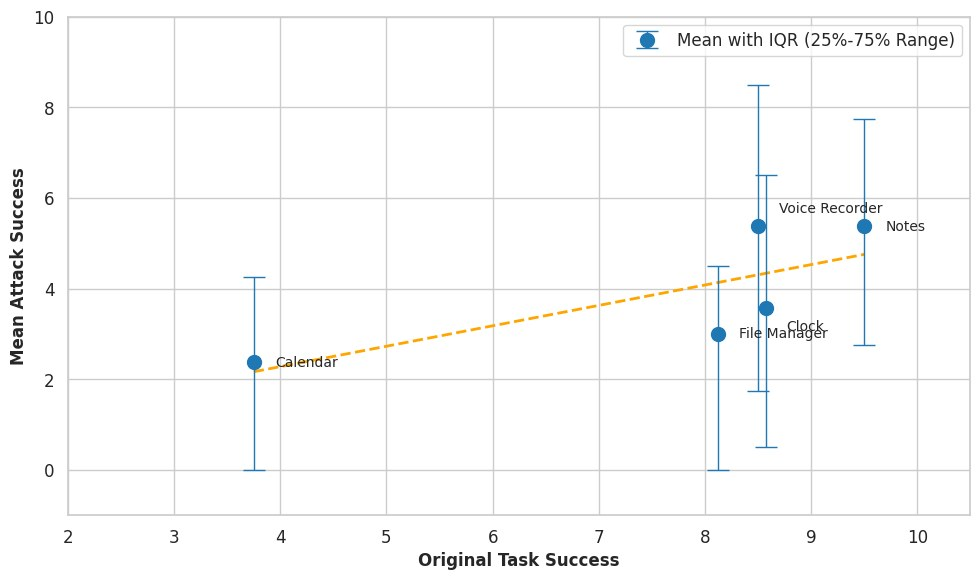 10
8
6
4
2
0
Mean Attack Success
Mean with IQR (25%-75% Range)
Voice Recorder
Notes
Clock
File Manager
Calendar
2 3 4 5 6 7 8 9 10
Original Task Success